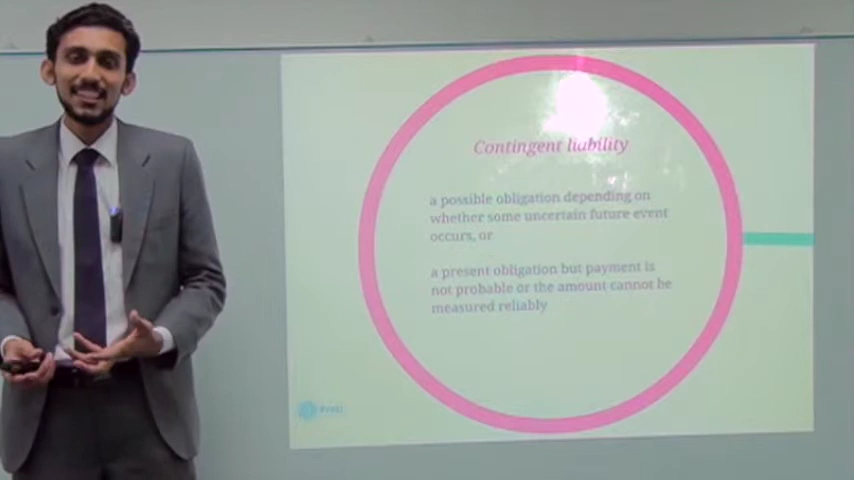 Contingent liability
a possible obligation depending on
whether some uncertain future event
occurs, or
a present obligation but payment is
not probable or the amount cannot be
measured reliably